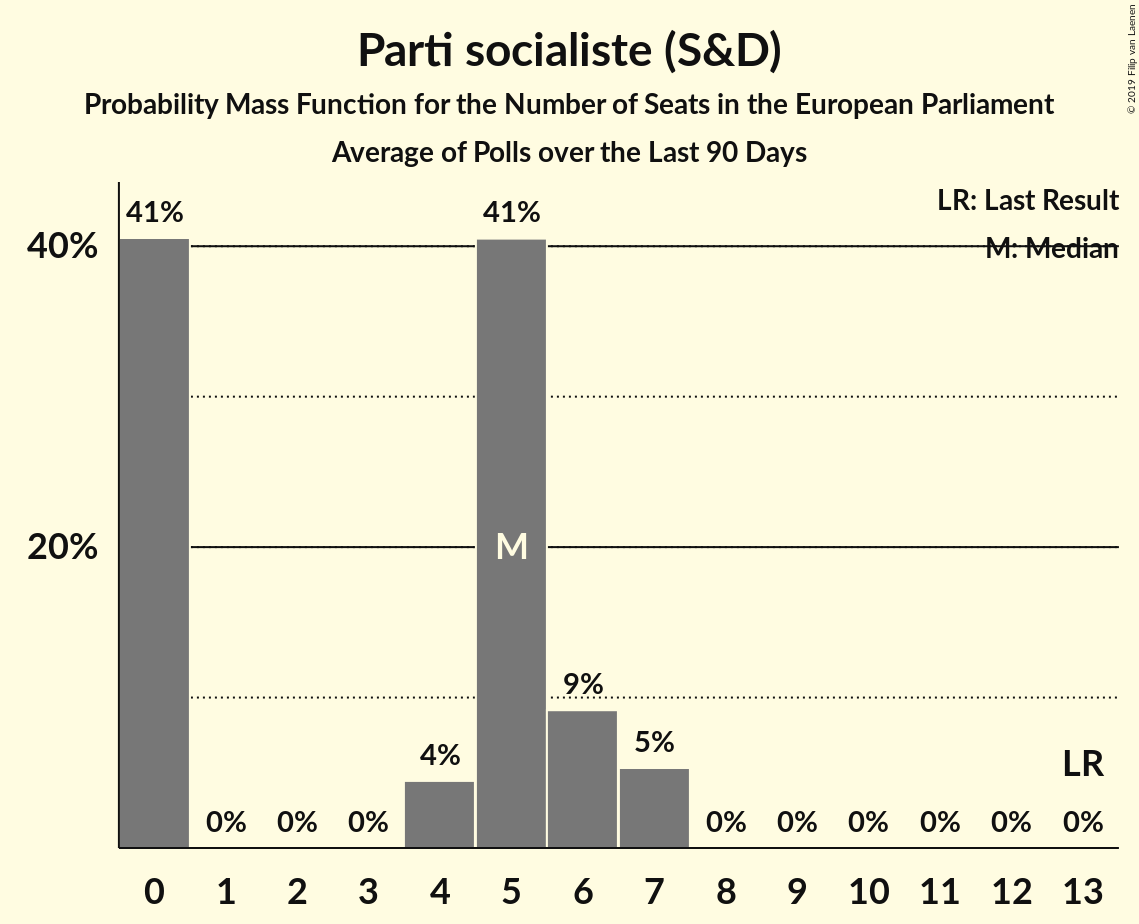 Parti socialiste (S&D)
Probability Mass Function for the Number of Seats in the European Parliament
Average of Polls over the Last 90 Days
© 2019 Filip van Laenen
LR: Last Result
M: Median
41% 41%
40%
20%
M
9%
5%
4%
LR
0% 0% 0% 0% 0% 0% 0% 0% 0%
0 1 2 3 4 5 6 7 8 9 10 11 12 13